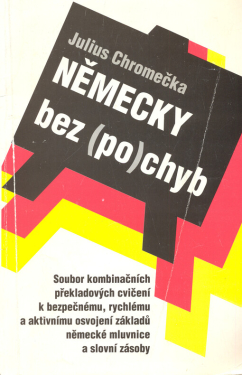 Julius Chromečka
NĚMECKY
bez (po)chyb
Soubor kombinačních
překladových cvičení
k bezpečnému, rychlému
a aktivnímu osvojení základů
německé mluvnice
a slovní zásoby